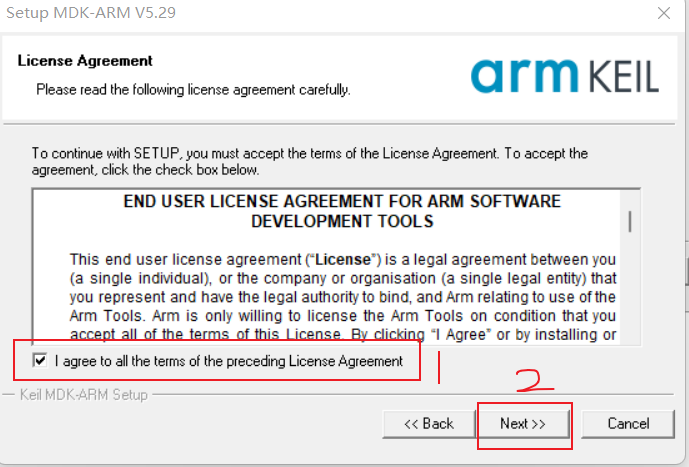 Setup MDK-ARM V5.29
License Agreement
Please read the following license agreement carefully.
arm KEIL
To continue with SETUP, you must accept the terms of the License Agreement. To accept the
agreement, click the check box below.
END USER LICENSE AGREEMENT FOR ARM SOFTWARE
DEVELOPMENT TOOLS
This end user license agreement (“License”) is a legal agreement between you
(a single individual), or the company or organisation (a single legal entity) that
you represent and have the legal authority to bind, and Arm relating to use of the
Arm Tools. Arm is only willing to license the Arm Tools on condition that you
accept all of the terms of this License. By clicking “I Agree” or by installing or
I agree to all the terms of the preceding License Agreement
1
2
Keil MDK-ARM Setup
<< Back
Next >>
Cancel